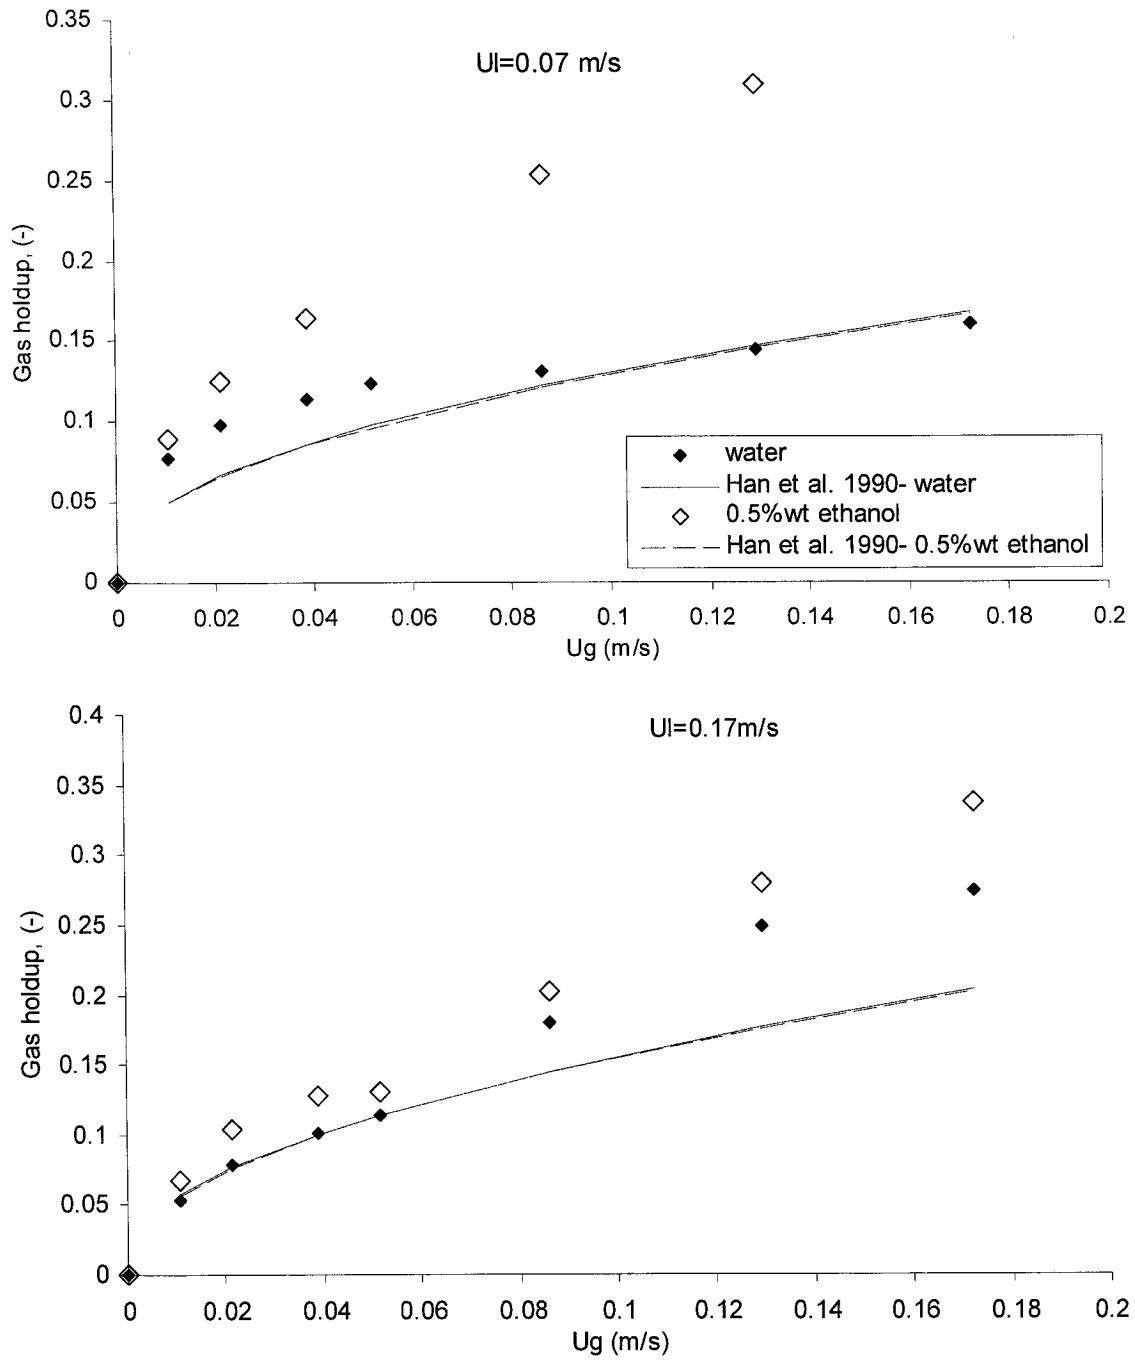 Ul=0.07 m/s
0.35
0.3
0.25
0.2
0.15
0.1
0.05
0
Gas holdup, (-)
water
Han et al. 1990- water
0.5%wt ethanol
Han et al. 1990- 0.5%wt ethanol
0 0.02 0.04 0.06 0.08 0.1 0.12 0.14 0.16 0.18 0.2
Ug (m/s)
Ul=0.17m/s
0.4
0.35
0.3
0.25
0.2
0.15
0.1
0.05
0
Gas holdup, (-)
0 0.02 0.04 0.06 0.08 0.1 0.12 0.14 0.16 0.18 0.2
Ug (m/s)